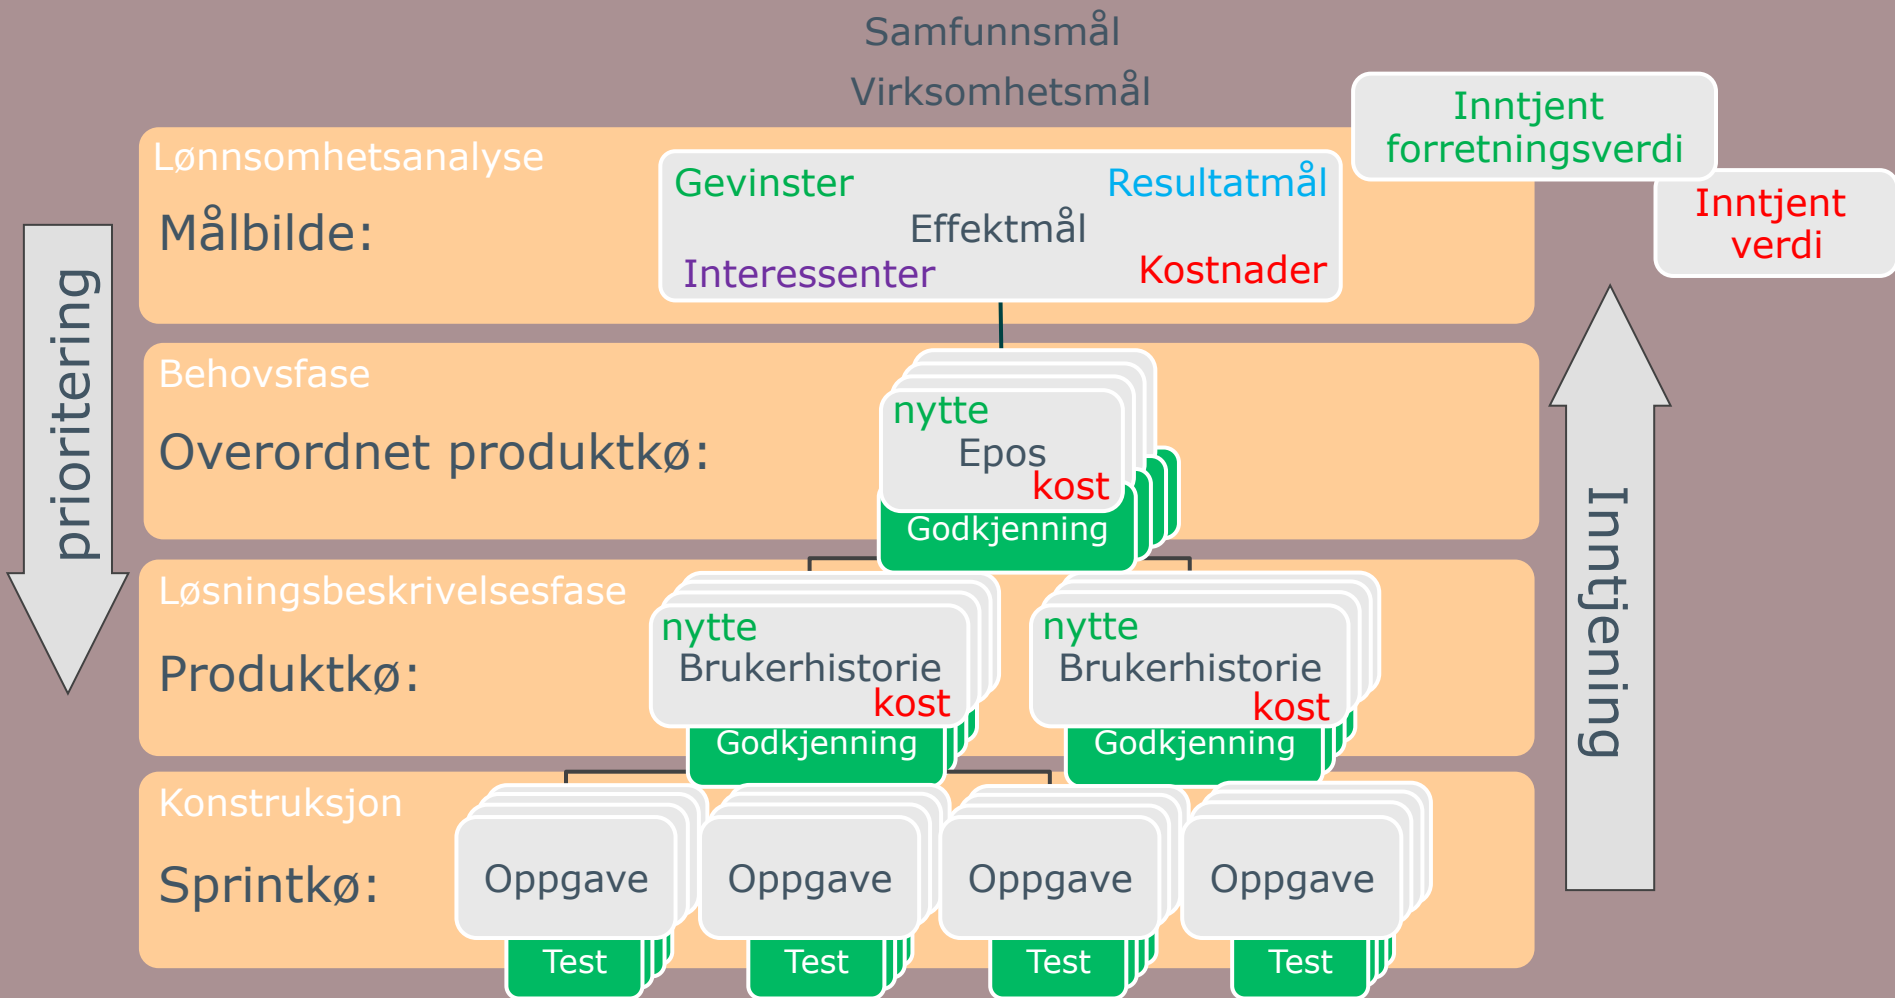 Samfunnsmål
Virksomhetsmål
Inntjent
forretningsverdi
Inntjent
verdi
Lønnsomhetsanalyse
Målbilde:
Gevinster
Resultatmål
Effektmål
Interessenter
Kostnader
prioritering
Inntjening
Behovsfase
Overordnet produktkø:
nytte
Epos
kost
Godkjenning
Løsningsbeskrivelsesfase
Produktkø:
nytte
Brukerhistorie
kost
Godkjenning
nytte
Brukerhistorie
kost
Godkjenning
Konstruksjon
Sprintkø:
Oppgave
Test
Oppgave
Test
Oppgave
Test
Oppgave
Test